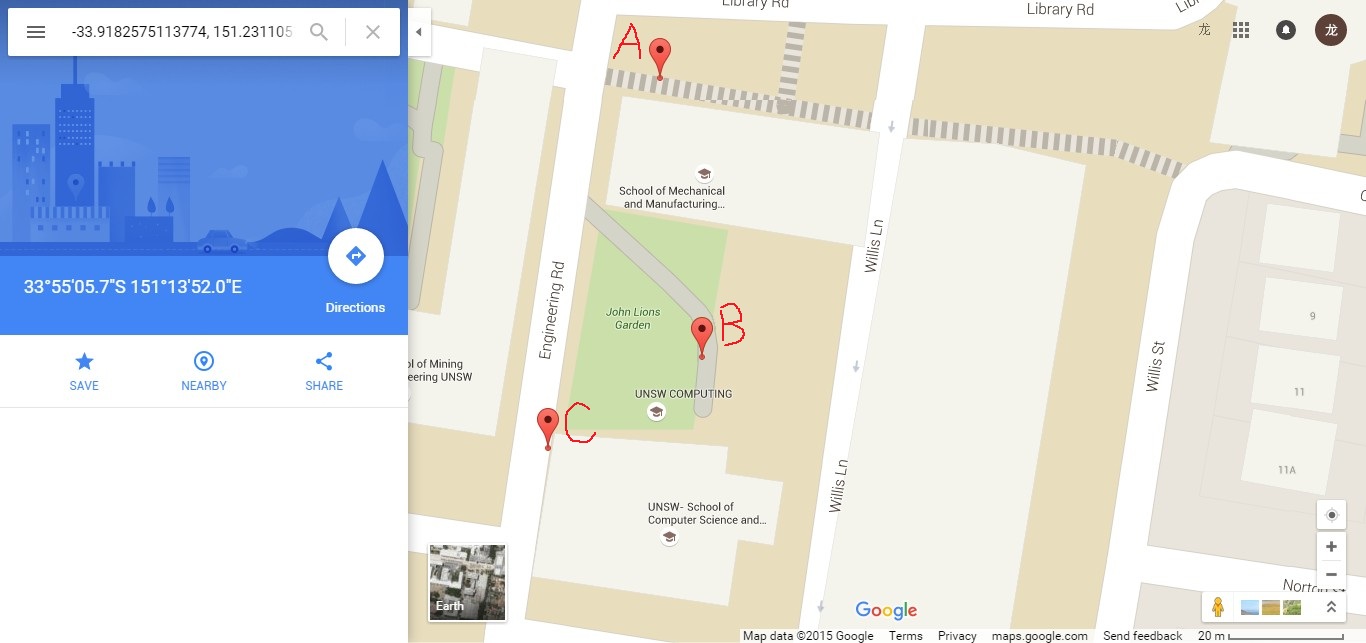 -33.9182575113774, 151.231105
33°55'05.7"S 151°13'52.0"E
Directions
SAVE
NEARBY
SHARE
Earth
Library Rd
Library Rd
龙
龙
A
School of Mechanical
and Manufacturing...
Willis Ln
Engineering Rd
John Lions
Garden
B
ol of Mining
eering UNSW
UNSW COMPUTING
C
Willis St
9
11
11A
Willis Ln
UNSW- School of
Computer Science and...
Google
Map data ©2015 Google
Terms
Privacy
maps.google.com
Send feedback
20 m